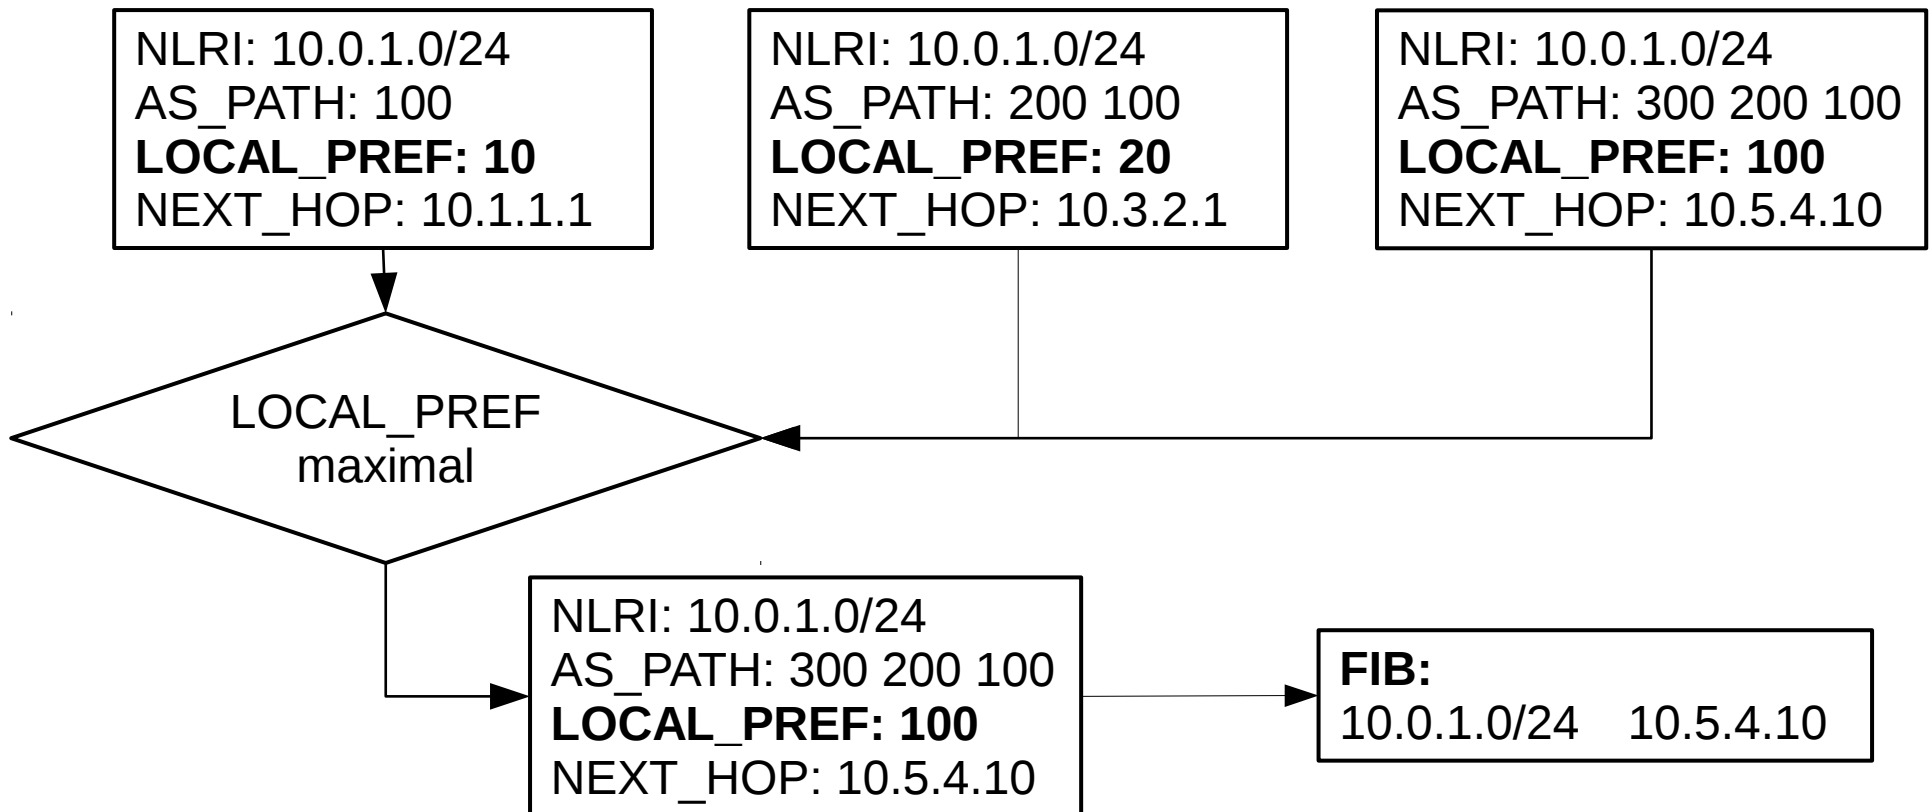 NLRI: 10.0.1.0/24
AS_PATH: 100
LOCAL_PREF: 10
NEXT_HOP: 10.1.1.1
NLRI: 10.0.1.0/24
AS_PATH: 200 100
LOCAL_PREF: 20
NEXT_HOP: 10.3.2.1
NLRI: 10.0.1.0/24
AS_PATH: 300 200 100
LOCAL_PREF: 100
NEXT_HOP: 10.5.4.10
LOCAL_PREF
maximal
NLRI: 10.0.1.0/24
AS_PATH: 300 200 100
LOCAL_PREF: 100
NEXT_HOP: 10.5.4.10
FIB:
10.0.1.0/24 10.5.4.10